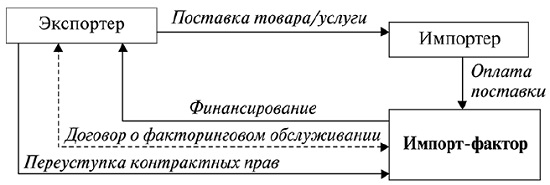 Экспортер
Поставка товара/услуги
Импортер
Оплата
поставки
Финансирование
Договор о факторинговом обслуживании
Импорт-фактор
Переуступка контрактных прав